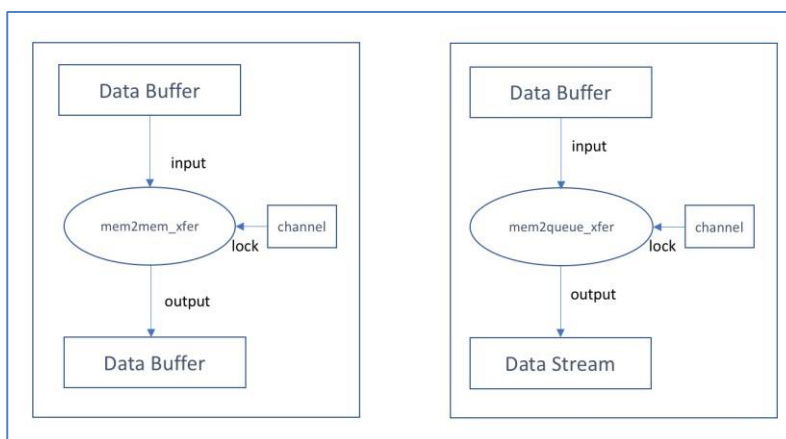 Data Buffer
input
mem2mem_xfer
channel
lock
output
Data Buffer
Data Buffer
input
mem2queue_xfer
channel
lock
output
Data Stream